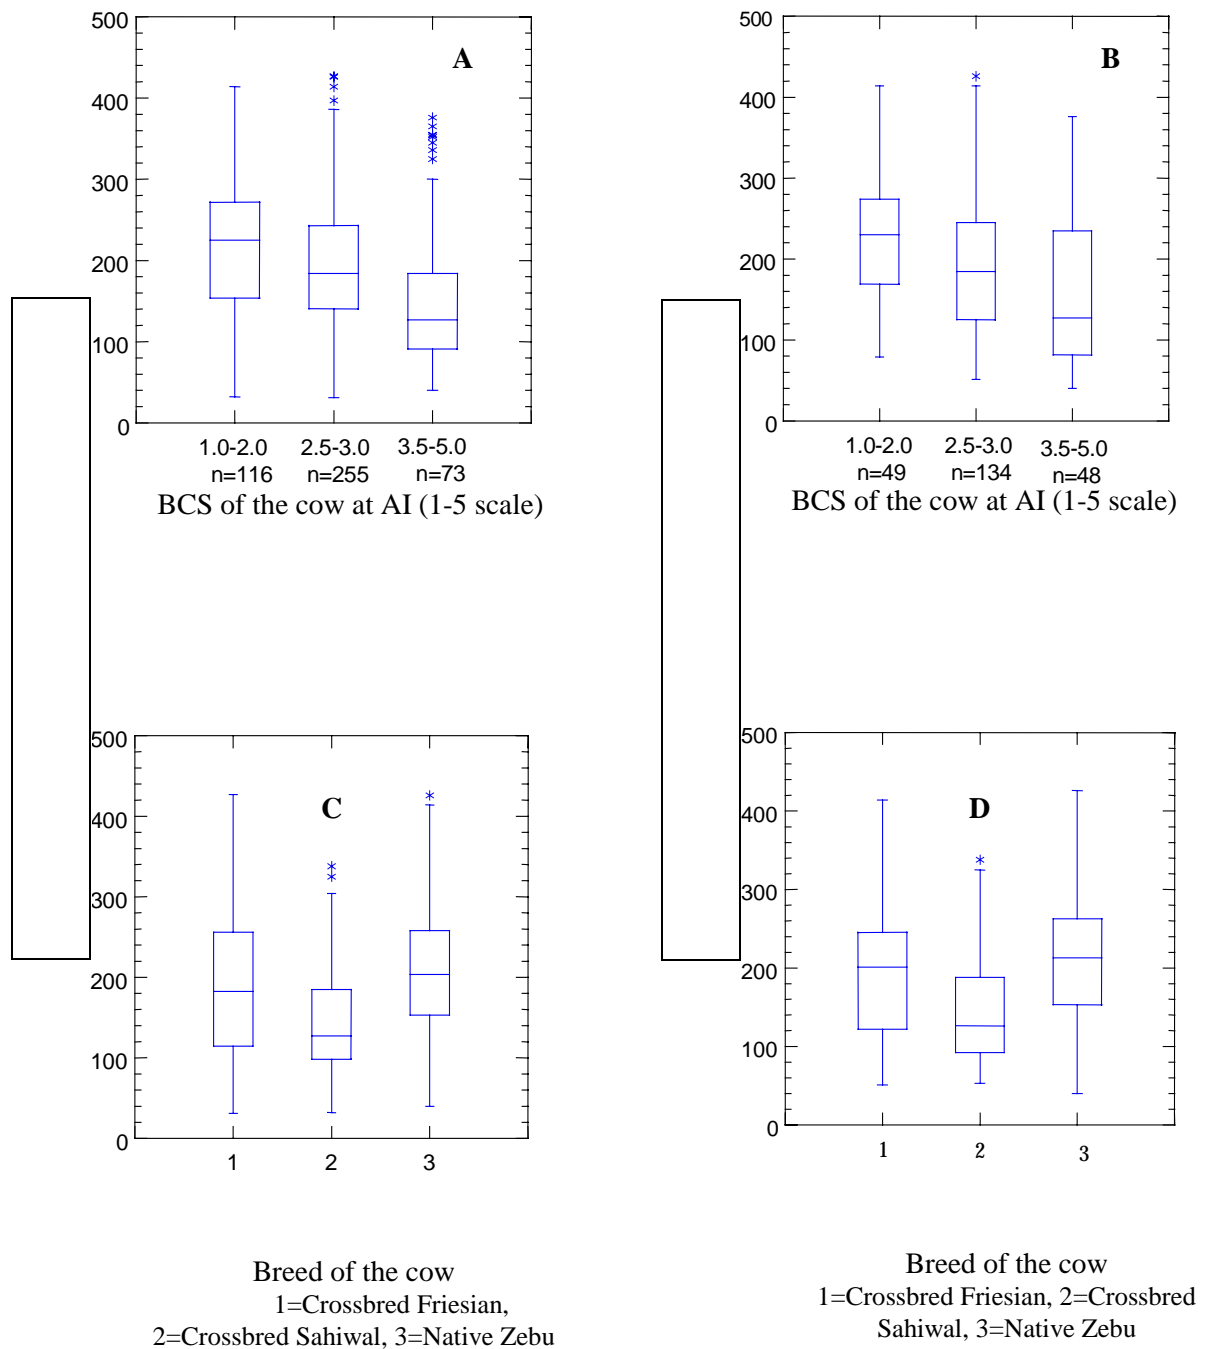 500
400
300
200
100
0
A
1.0-2.0 2.5-3.0 3.5-5.0
n=116 n=255 n=73
BCS of the cow at AI (1-5 scale)
500
400
300
200
100
0
B
1.0-2.0 2.5-3.0 3.5-5.0
n=49 n=134 n=48
BCS of the cow at AI (1-5 scale)
500
400
300
200
100
0
C
1 2 3
Breed of the cow
1=Crossbred Friesian,
2=Crossbred Sahiwal, 3=Native Zebu
500
400
300
200
100
0
D
1 2 3
Breed of the cow
1=Crossbred Friesian, 2=Crossbred
Sahiwal, 3=Native Zebu